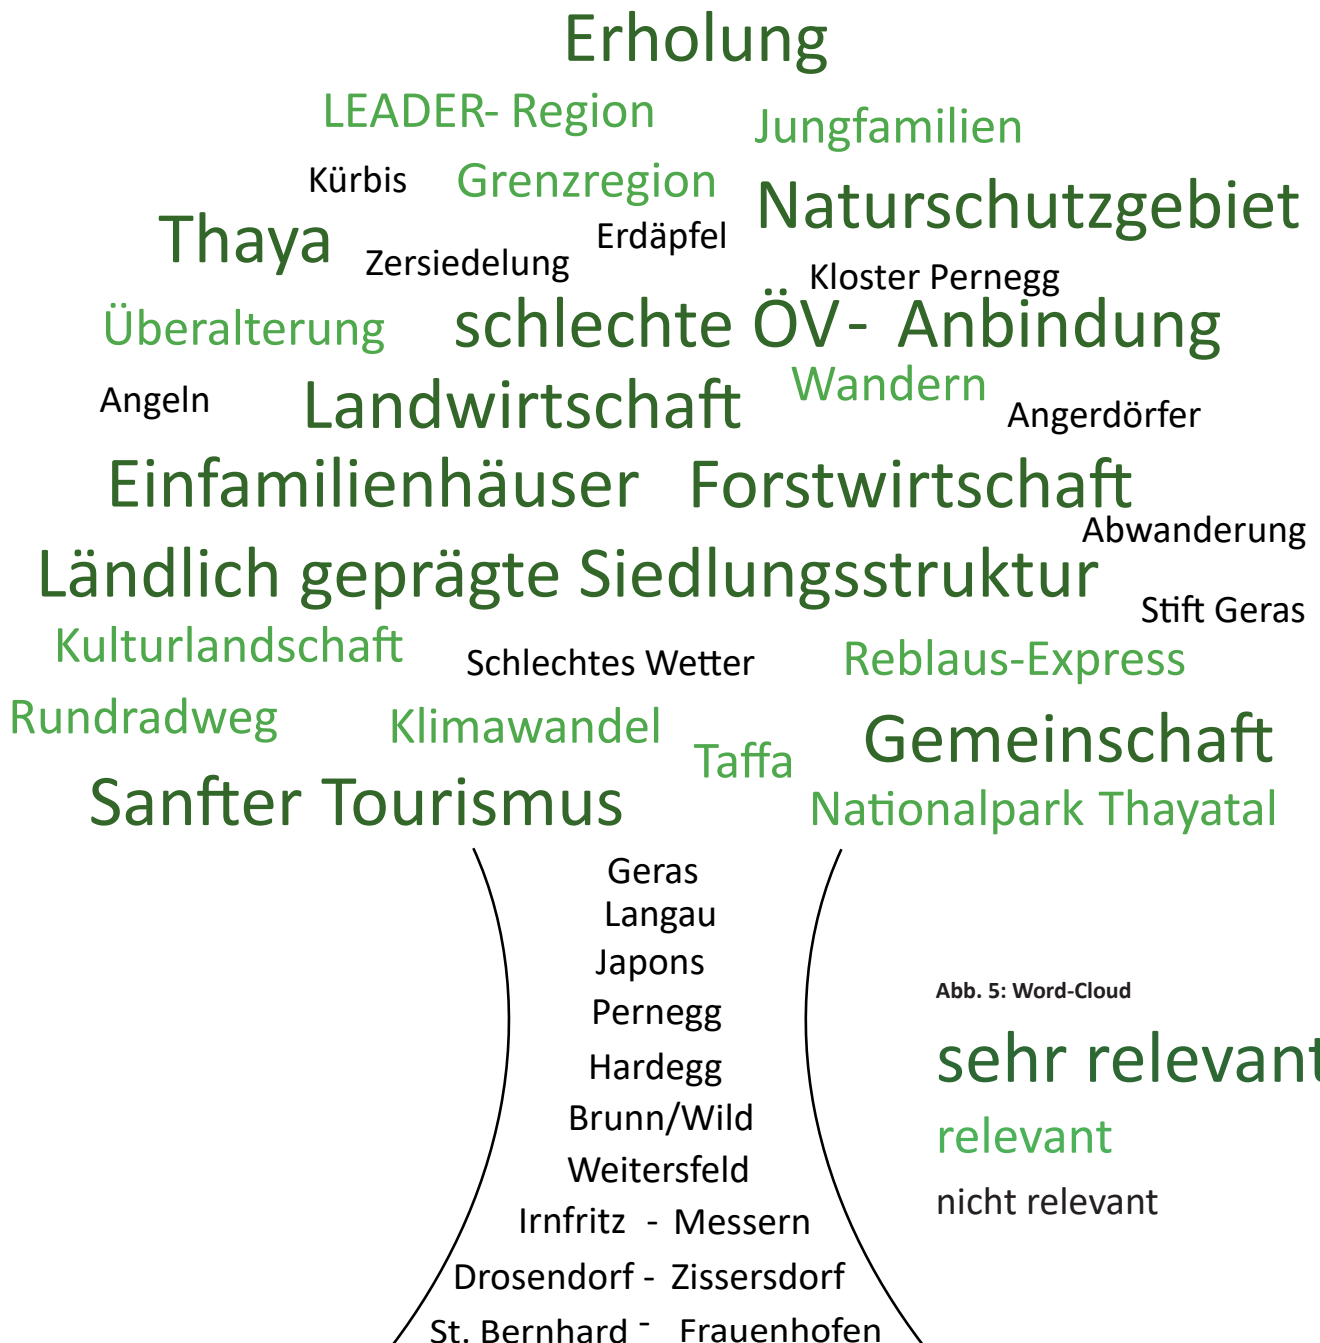 Erholung
LEADER- Region
Jungfamilien
Kürbis
Grenzregion
Naturschutzgebiet
Thaya
Erdäpfel
Zersiedelung
Kloster Pernegg
Überalterung
schlechte ÖV- Anbindung
Wandern
Angeln
Landwirtschaft
Angerdörfer
Einfamilienhäuser
Forstwirtschaft
Abwanderung
Ländlich geprägte Siedlungsstruktur
Stift Geras
Kulturlandschaft
Schlechtes Wetter
Reblaus-Express
Rundradweg
Klimawandel
Taffa
Gemeinschaft
Sanfter Tourismus
Nationalpark Thayatal
Geras
Langau
Japons
Pernegg
Hardegg
Brunn/Wild
Weitersfeld
Irnfritz - Messern
Drosendorf - Zissersdorf
St. Bernhard - Frauenhofen
Abb. 5: Word-Cloud
sehr relevant
relevant
nicht relevant